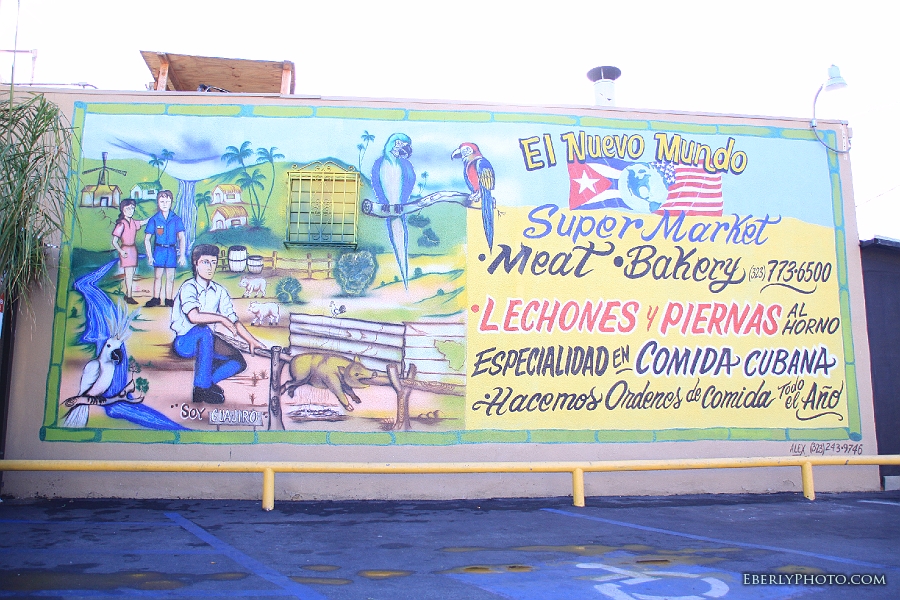 El Nuevo Mundo
Super Market
• Meat • Bakery (323) 773-6500
• LECHONES Y PIERNAS AL HORNO
ESPECIALIDAD EN COMIDA CUBANA
Hacemos Ordenes de Comida Todo el Año
"SOY GUAJIRO"
ALEX (323) 243-9746
EBERLYPHOTO.COM